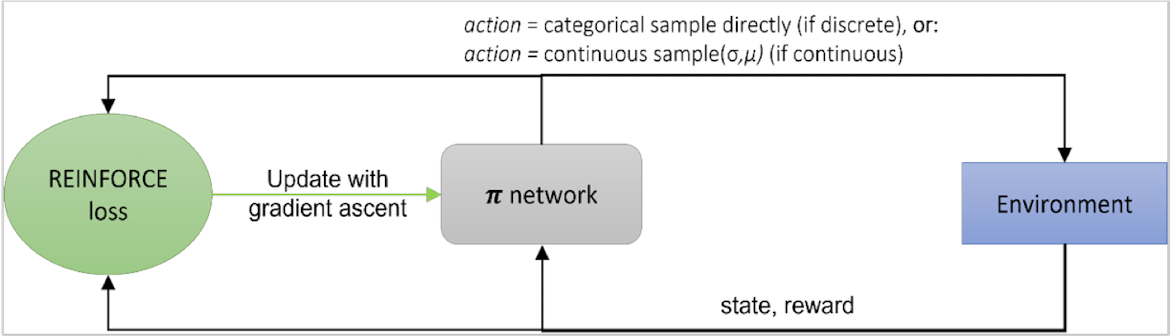 action = categorical sample directly (if discrete), or:
action = continuous sample(σ,μ) (if continuous)
REINFORCE
loss
Update with
gradient ascent
π network
Environment
state, reward